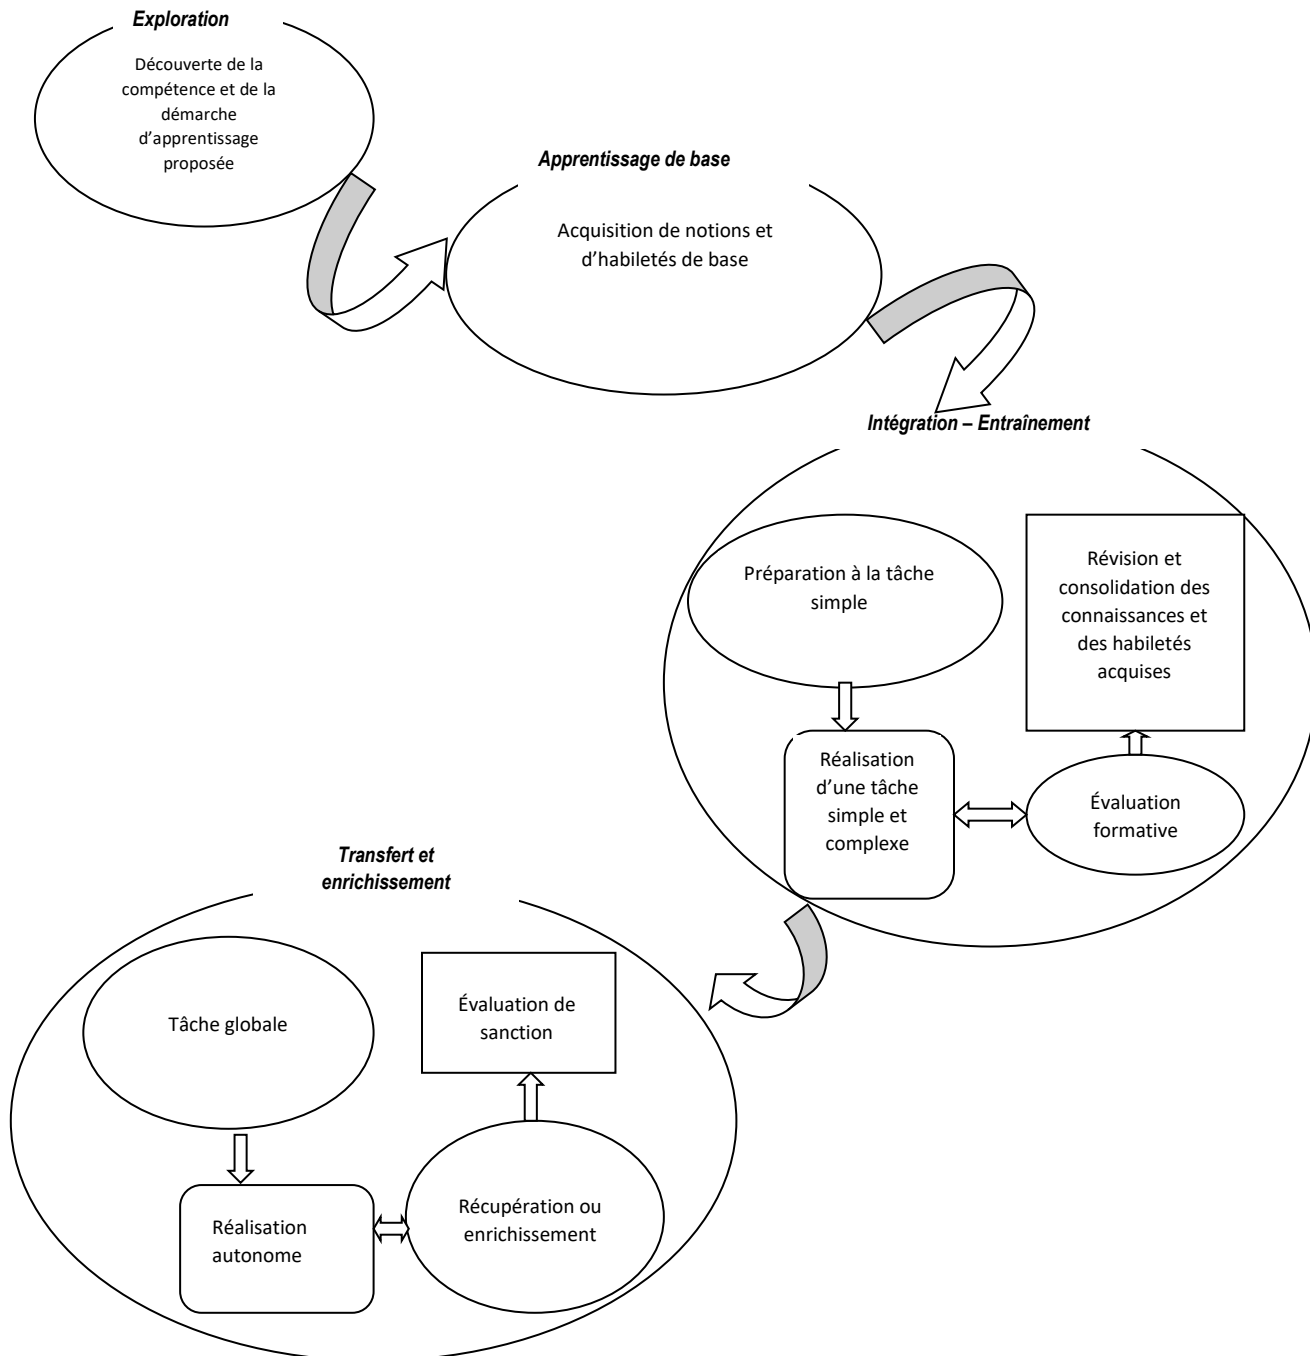 Exploration
Découverte de la
compétence et de la
démarche
d’apprentissage
proposée
Apprentissage de base
Acquisition de notions et
d’habiletés de base
Intégration – Entraînement
Préparation à la tâche
simple
Révision et
consolidation des
connaissances et
des habiletés
acquises
Réalisation
d’une tâche
simple et
complexe
Évaluation
formative
Transfert et
enrichissement
Tâche globale
Évaluation de
sanction
Réalisation
autonome
Récupération ou
enrichissement